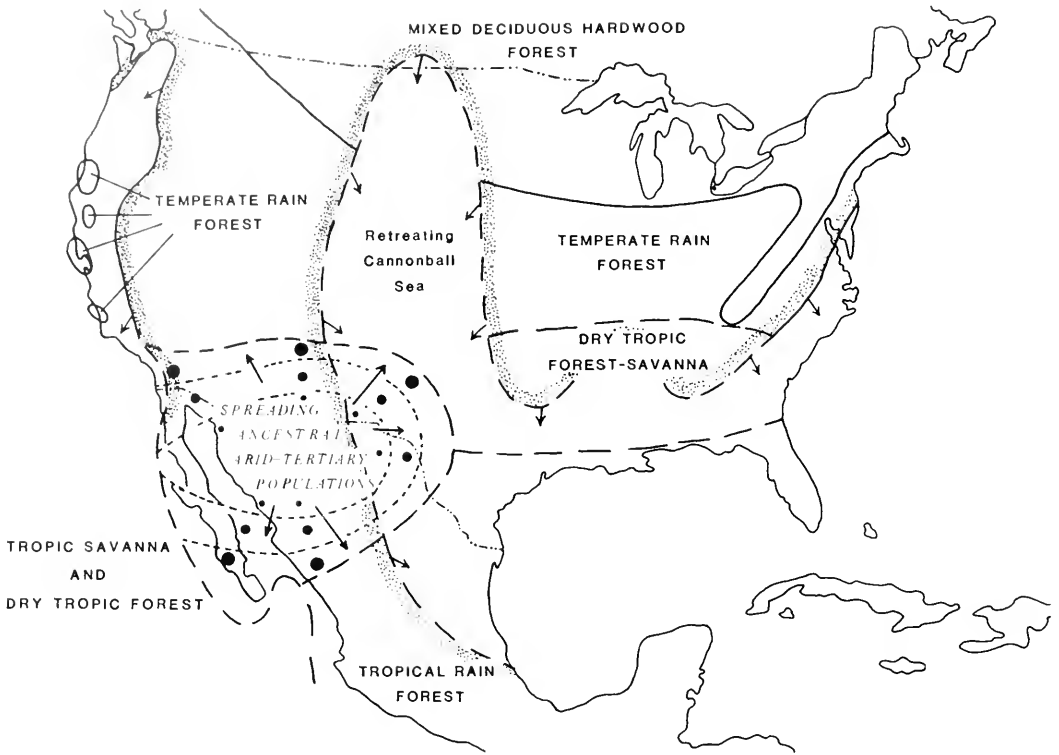 MIXED DECIDUOUS HARDWOOD
FOREST
TEMPERATE RAIN
FOREST
Retreating
Cannonball
Sea
TEMPERATE RAIN
FOREST
DRY TROPIC
FOREST-SAVANNA
SPREADING
ANCESTRAL
ARID-TERTIARY
POPULATIONS
TROPIC SAVANNA
AND
DRY TROPIC FOREST
TROPICAL RAIN
FOREST